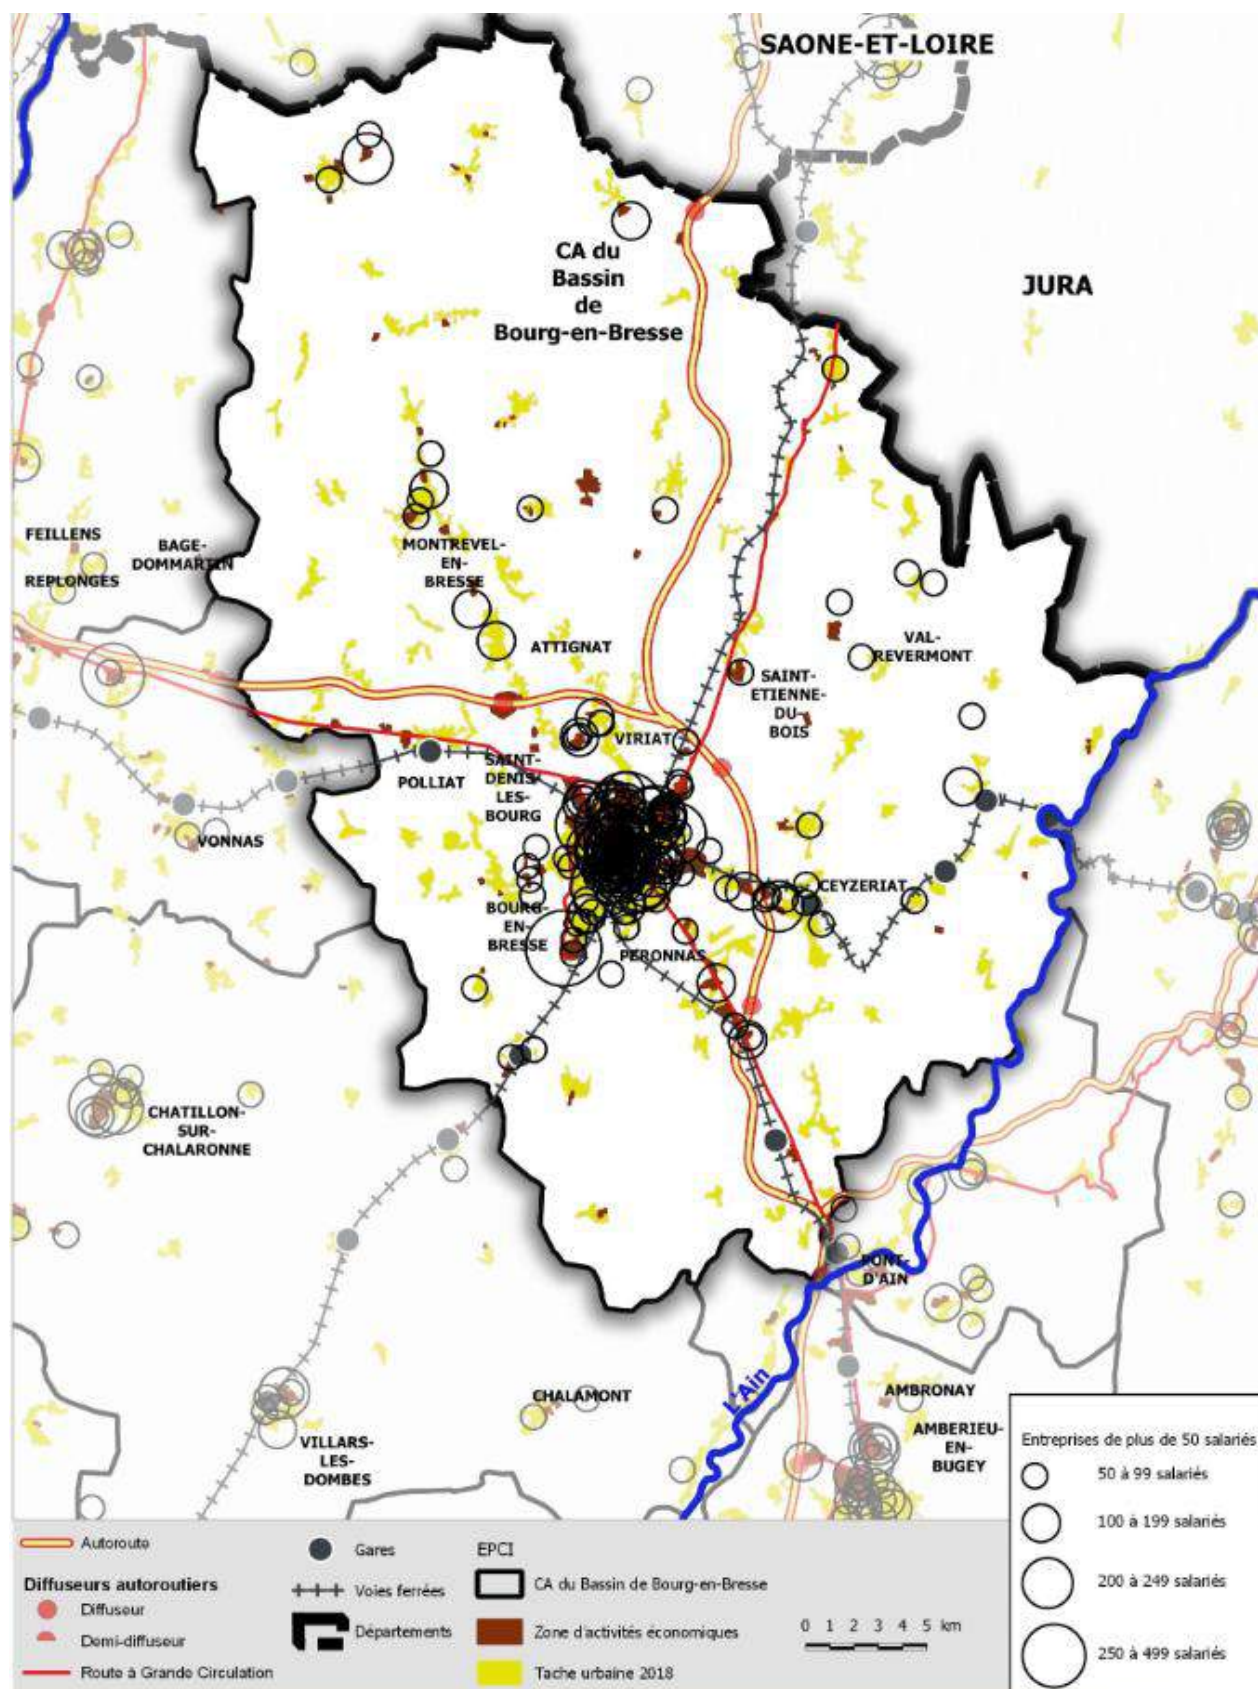 SAONE-ET-LOIRE
CA du
Bassin
de
Bourg-en-Bresse
JURA
FEILLENS
BAGE-
DOMMARTIN
REPLONGES
MONTREVEL-
EN-
BRESSE
ATTIGNAT
VAL-
REVERMONT
SAINT-
ETIENNE-
DU-
BOIS
VIRIAT
POLLIAT
SAINT-
DENIS-
LES-
BOURG
VONNAS
CEYZERIAT
BOURG-
EN-
BRESSE
PERONNAS
CHATILLON-
SUR-
CHALARONNE
PONT-
D'AIN
L'Ain
CHALAMONT
AMBRONAY
VILLARS-
LES-
DOMBES
AMBERIEU-
EN-
BUGEY
Entreprises de plus de 50 salariés
50 à 99 salariés
100 à 199 salariés
200 à 249 salariés
250 à 499 salariés
Autoroute
Diffuseurs autoroutiers
Diffuseur
Demi-diffuseur
Route à Grande Circulation
Gares
Voies ferrées
Départements
EPCI
CA du Bassin de Bourg-en-Bresse
Zone d'activités économiques
Tache urbaine 2018
0 1 2 3 4 5 km